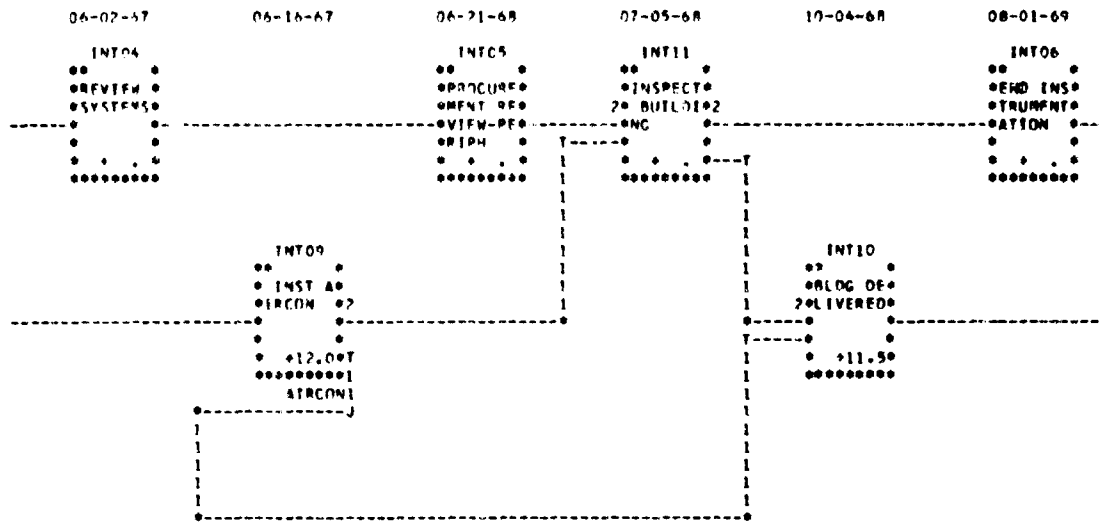 06-02-67 06-16-67 06-21-68 07-05-68 10-04-68 08-01-69
INT04 INT05 INT11 INT06
REVIEW PROCURE INSPECT END INS
SYSTEMS MENT RE 2 BUILDI 2 TRUMENT
VIEW-PE NG ATION
RIPH
INT09 INT10
INST A BLDG DE
IRCON 2 2 LIVERED
+12.0 +11.5
AIRCON